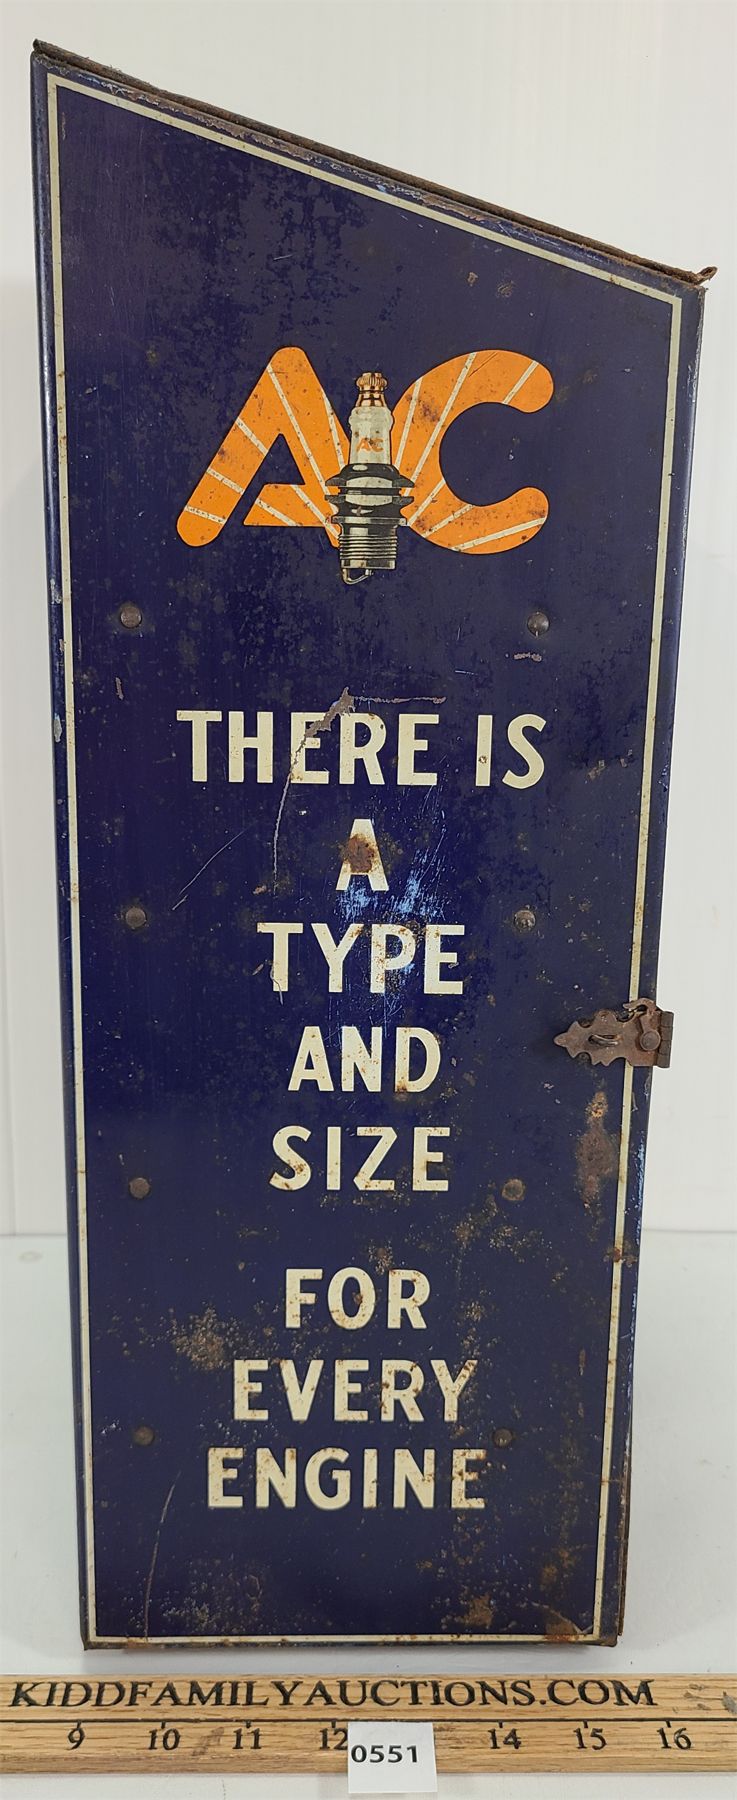 AC
AC
THERE IS
A
TYPE
AND
SIZE
FOR
EVERY
ENGINE
KIDDFAMILYAUCTIONS.COM
9 10 11 12 14 15 16
0551